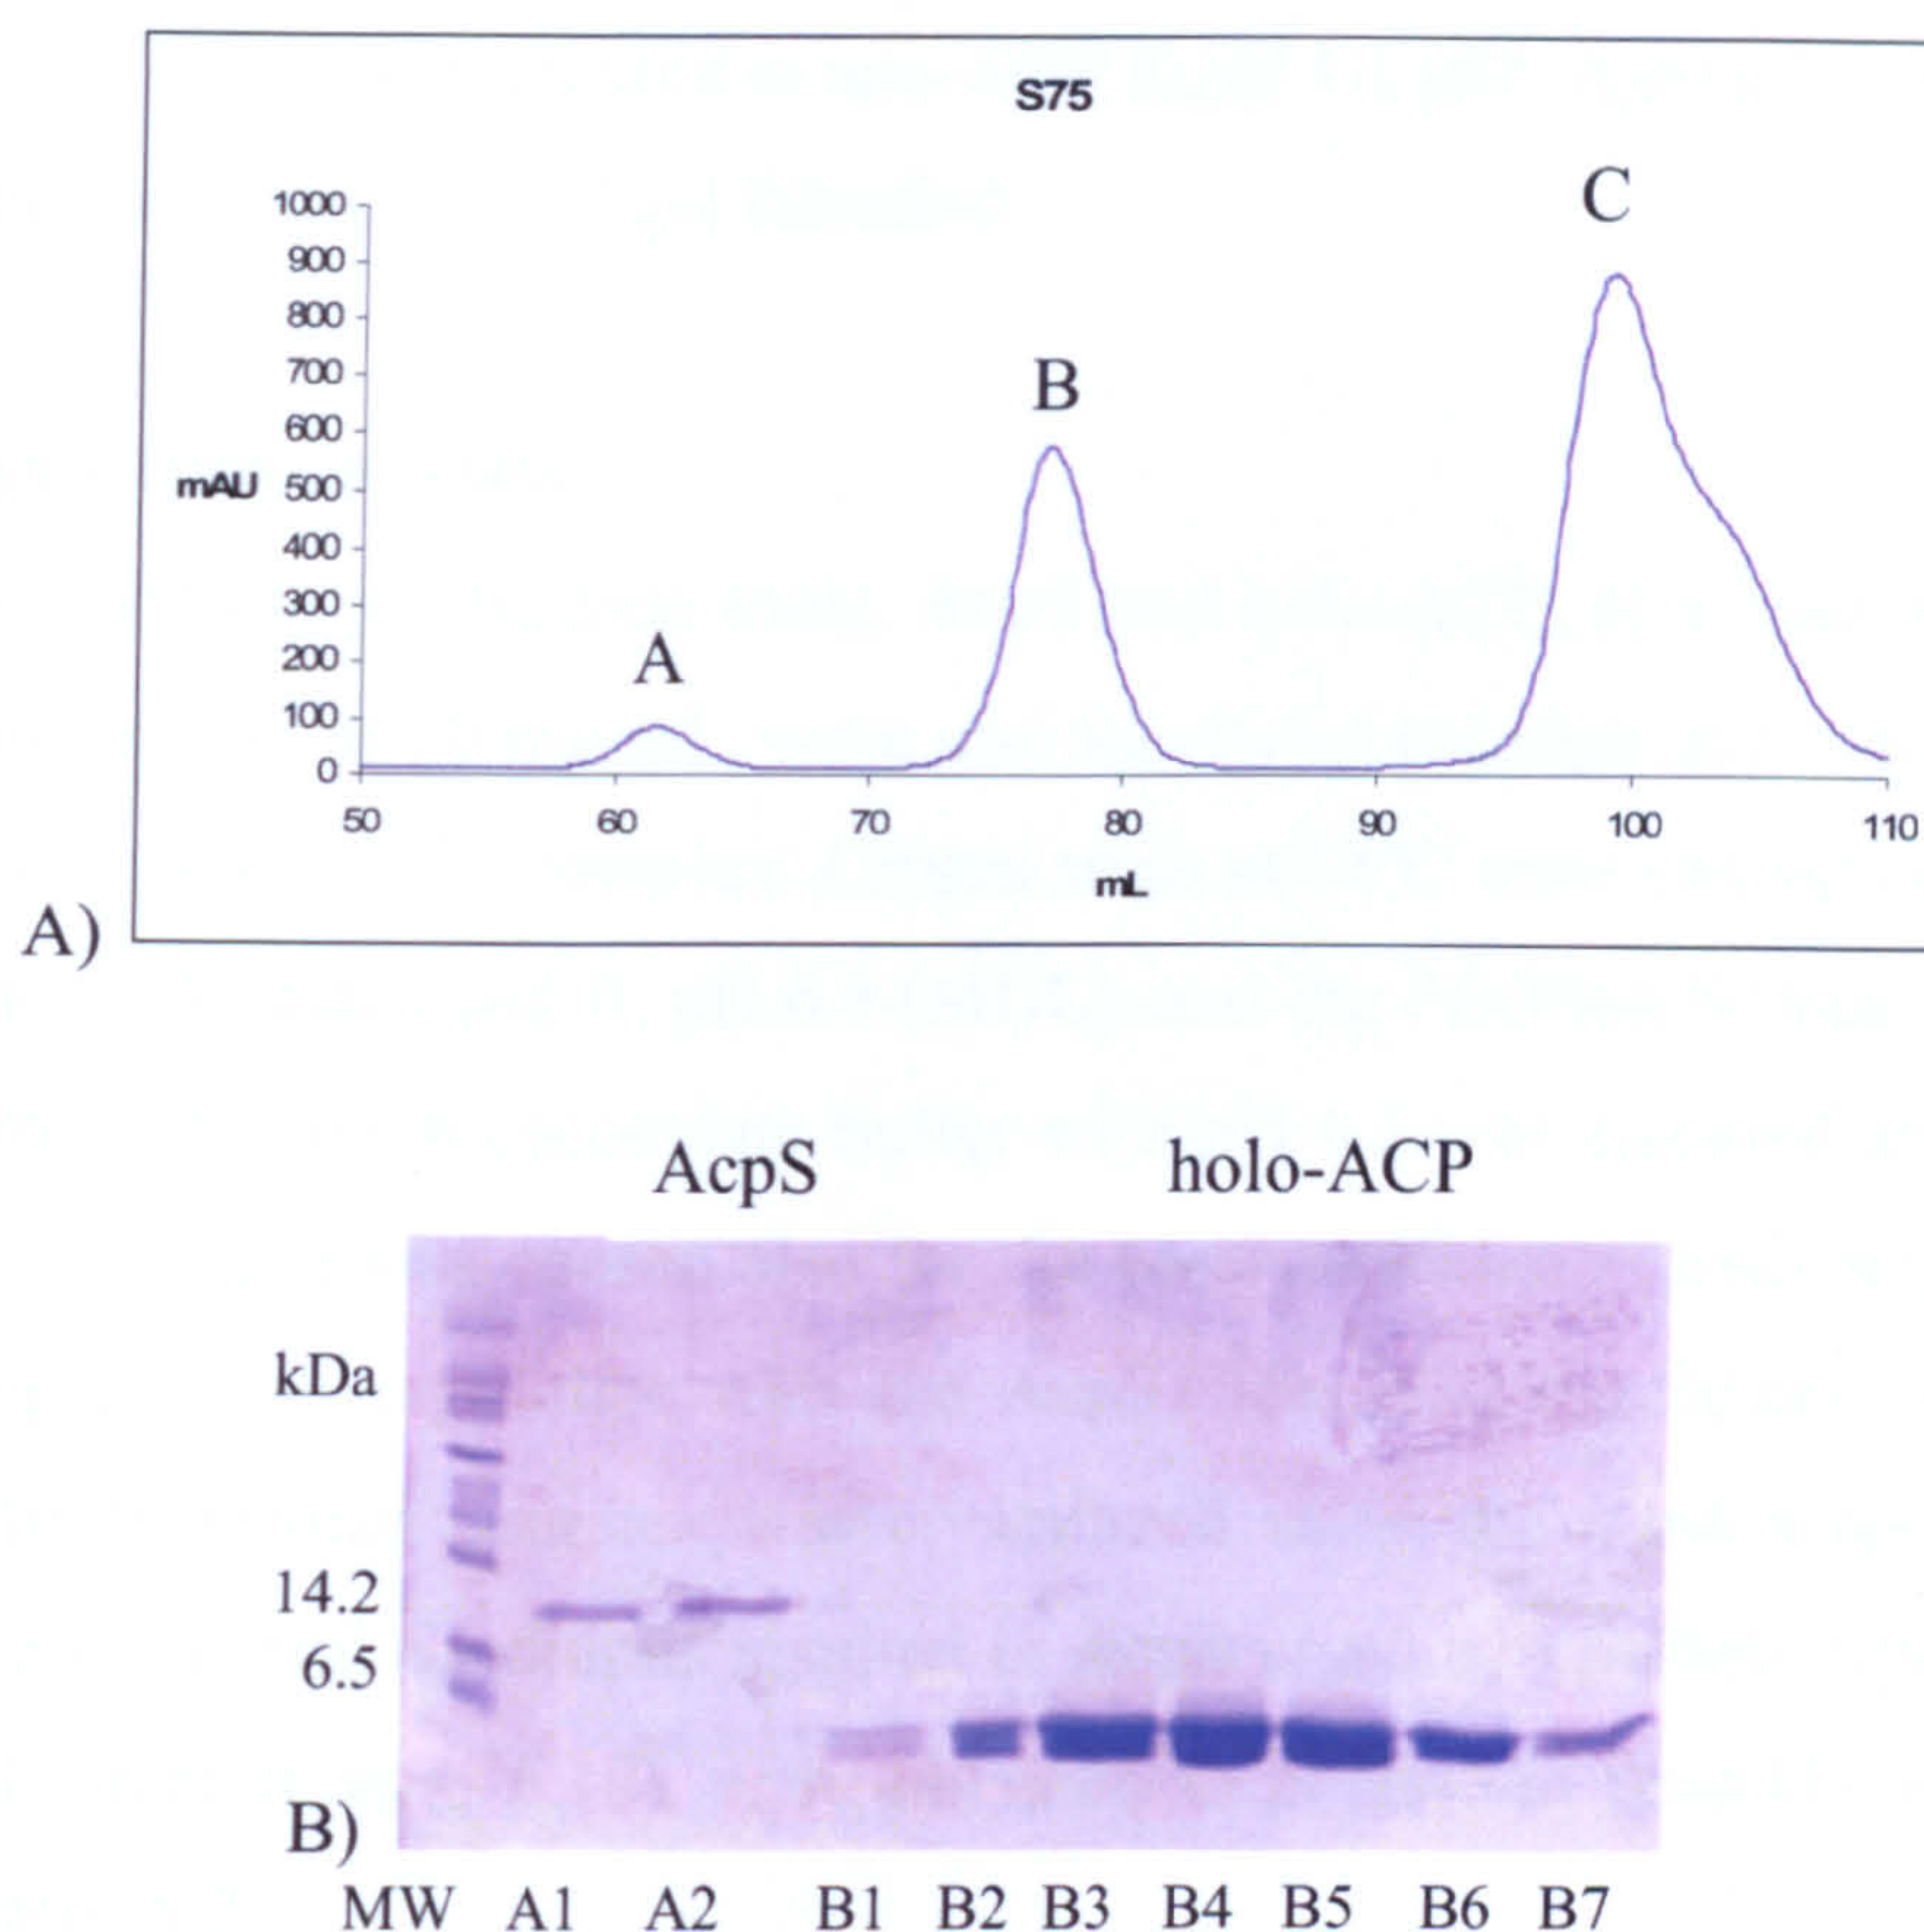 S75
1000
900
800
700
600
mAU 500
400
300
200
100
0
A
B
C
50 60 70 80 90 100 110
mL
A)
AcpS holo-ACP
kDa
14.2
6.5
B)
MW A1 A2 B1 B2 B3 B4 B5 B6 B7